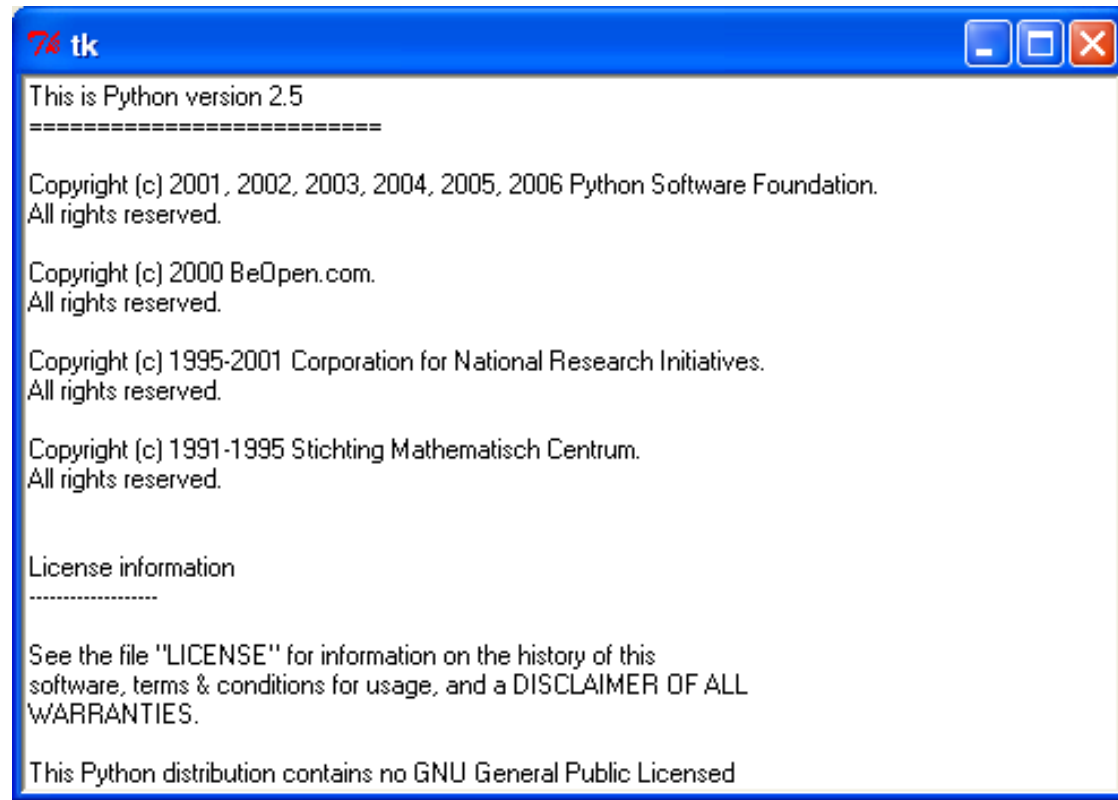 7k tk
This is Python version 2.5
==========================
Copyright (c) 2001, 2002, 2003, 2004, 2005, 2006 Python Software Foundation.
All rights reserved.
Copyright (c) 2000 BeOpen.com.
All rights reserved.
Copyright (c) 1995-2001 Corporation for National Research Initiatives.
All rights reserved.
Copyright (c) 1991-1995 Stichting Mathematisch Centrum.
All rights reserved.
License information
-------------------
See the file "LICENSE" for information on the history of this
software, terms & conditions for usage, and a DISCLAIMER OF ALL
WARRANTIES.
This Python distribution contains no GNU General Public Licensed